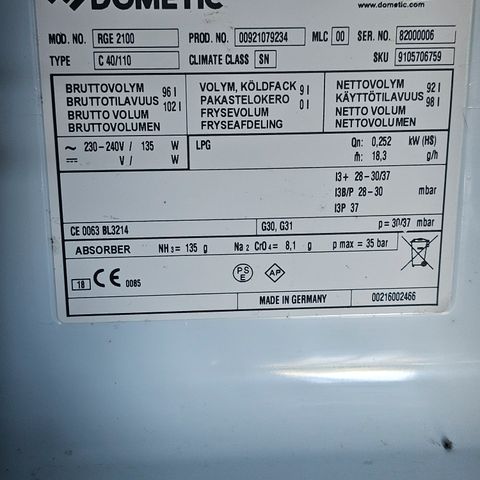 DOMETIC
www.dometic.com
MOD. NO. RGE 2100 PROD. NO. 00921079234 MLC 00 SER. NO. 82000006
TYPE C 40/110 CLIMATE CLASS SN SKU 9105706759
BRUTTOVOLYM 96 l VOLYM, KÖLDFACK 9 l NETTOVOLYM 92 l
BRUTTOTILAVUUS 102 l PAKASTELOKERO 0 l KÄYTTÖTILAVUUS 98 l
BRUTTO VOLUM FRYSEVOLUM NETTO VOLUM
BRUTTOVOLUMEN FRYSEAFDELING NETTOVOLUMEN
~ 230-240V / 135 W LPG Qn: 0,252 kW (HS)
V / W ṁ: 18,3 g/h
I3+ 28-30/37
I3B/P 28-30 mbar
I3P 37
CE 0063 BL3214 G30, G31 p = 30/37 mbar
ABSORBER NH3 = 135 g Na2 CrO4 = 8,1 g p max = 35 bar
18 CE 0085 PS E AP
MADE IN GERMANY 00216002466